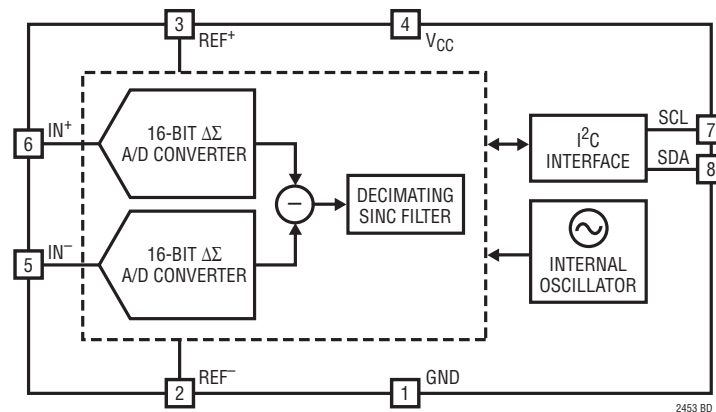 3
REF+
4
VCC
6
IN+
16-BIT ΔΣ
A/D CONVERTER
–
DECIMATING
SINC FILTER
5
IN–
16-BIT ΔΣ
A/D CONVERTER
I2C
INTERFACE
SCL
7
SDA
8
INTERNAL
OSCILLATOR
2
REF–
1
GND
2453 BD